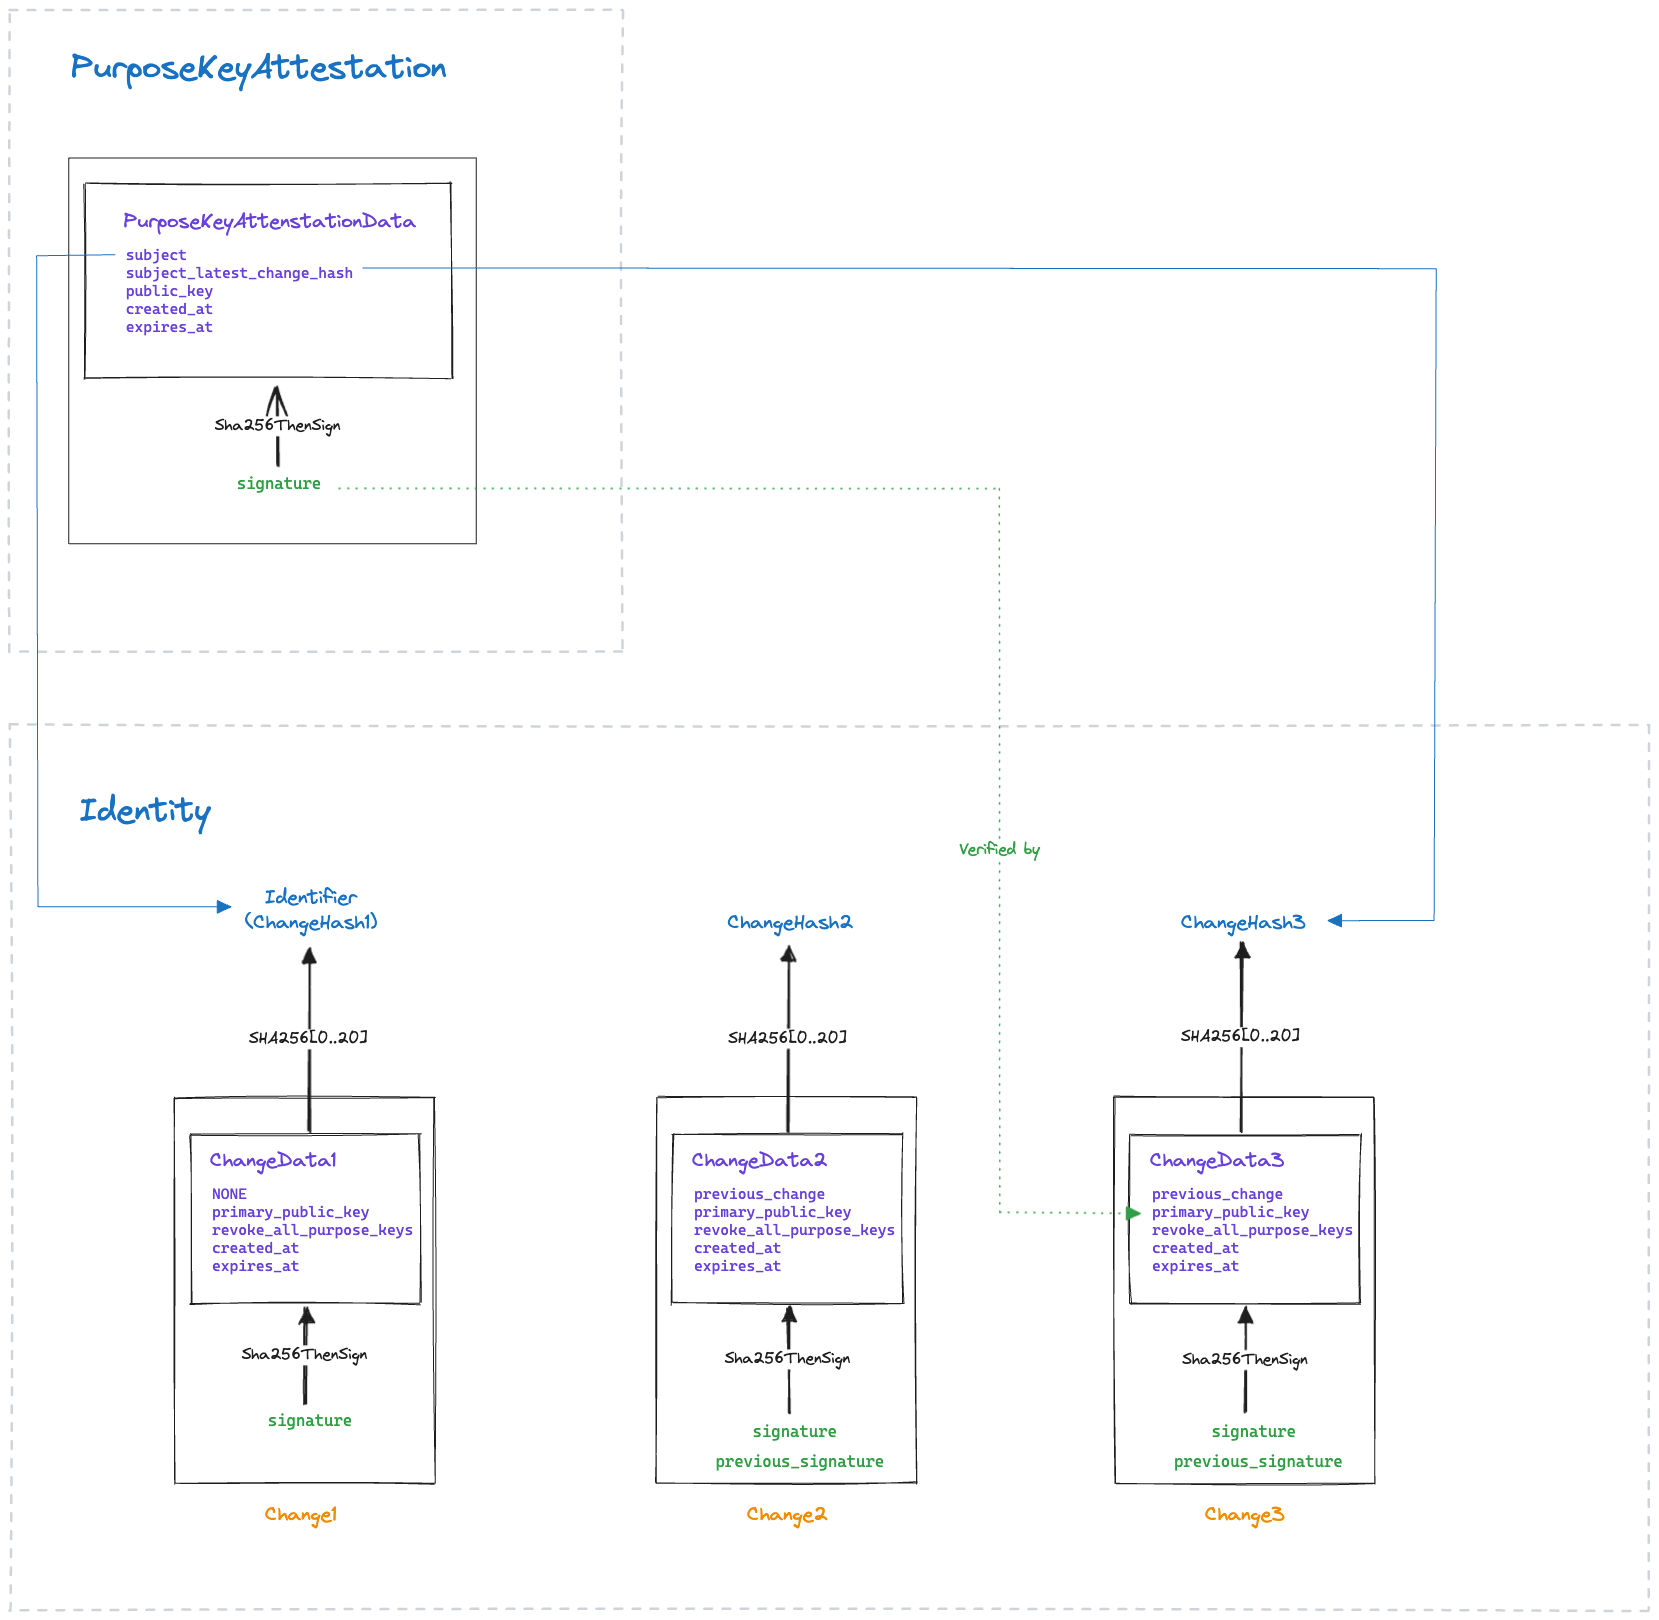 PurposeKeyAttestation
PurposeKeyAttenstationData
subject
subject_latest_change_hash
public_key
created_at
expires_at
Sha256ThenSign
signature
Identity
Verified by
Identifier
(ChangeHash1)
ChangeHash2
ChangeHash3
SHA256[0..20]
SHA256[0..20]
SHA256[0..20]
ChangeData1
NONE
primary_public_key
revoke_all_purpose_keys
created_at
expires_at
Sha256ThenSign
signature
Change1
ChangeData2
previous_change
primary_public_key
revoke_all_purpose_keys
created_at
expires_at
Sha256ThenSign
signature
previous_signature
Change2
ChangeData3
previous_change
primary_public_key
revoke_all_purpose_keys
created_at
expires_at
Sha256ThenSign
signature
previous_signature
Change3